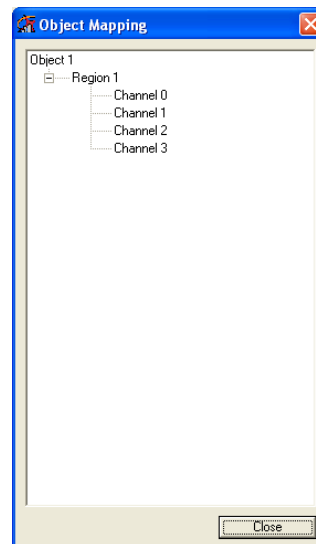 Object Mapping
Object 1
Region 1
Channel 0
Channel 1
Channel 2
Channel 3
Close